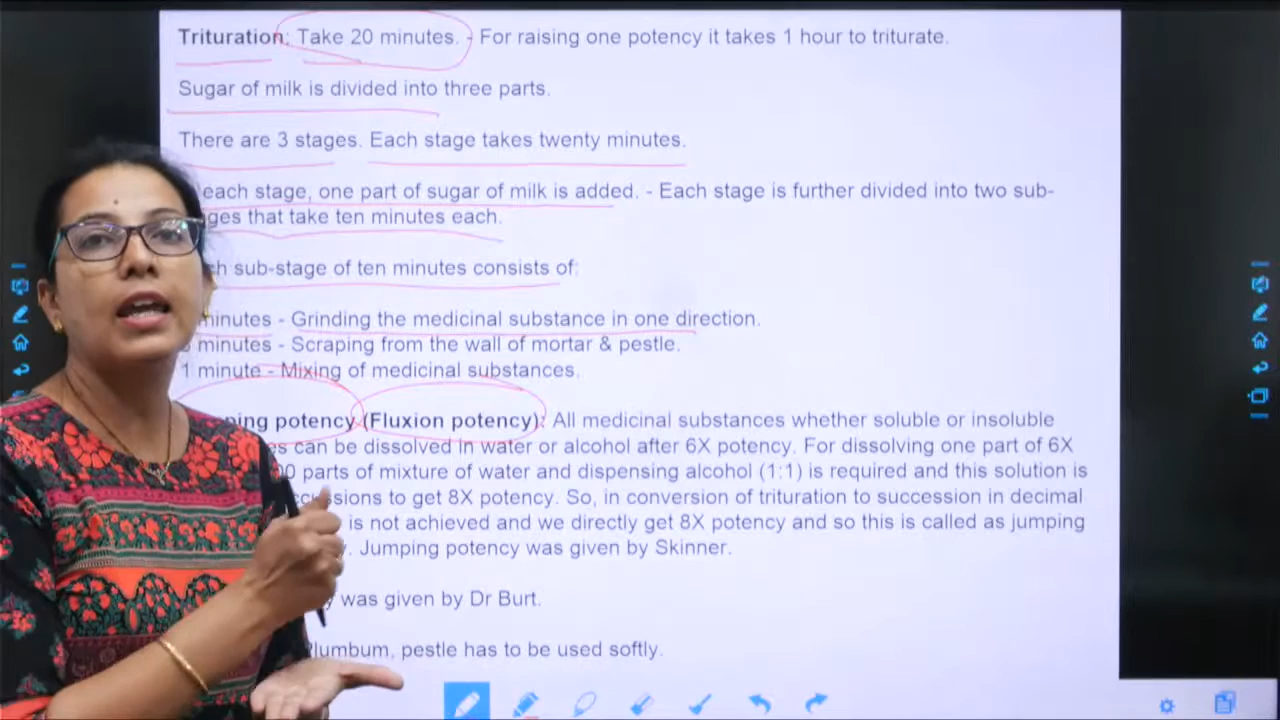 Trituration: Take 20 minutes. - For raising one potency it takes 1 hour to triturate.
Sugar of milk is divided into three parts.
There are 3 stages. Each stage takes twenty minutes.
each stage, one part of sugar of milk is added. - Each stage is further divided into two sub-
that take ten minutes each.
sub-stage of ten minutes consists of:
minutes - Grinding the medicinal substance in one direction.
minutes - Scraping from the wall of mortar & pestle.
1 minute - Mixing of medicinal substances.
potency (Fluxion potency): All medicinal substances whether soluble or insoluble
can be dissolved in water or alcohol after 6X potency. For dissolving one part of 6X
parts of mixture of water and dispensing alcohol (1:1) is required and this solution is
to get 8X potency. So, in conversion of trituration to succession in decimal
is not achieved and we directly get 8X potency and so this is called as jumping
Jumping potency was given by Skinner.
was given by Dr Burt.
Plumbum, pestle has to be used softly.